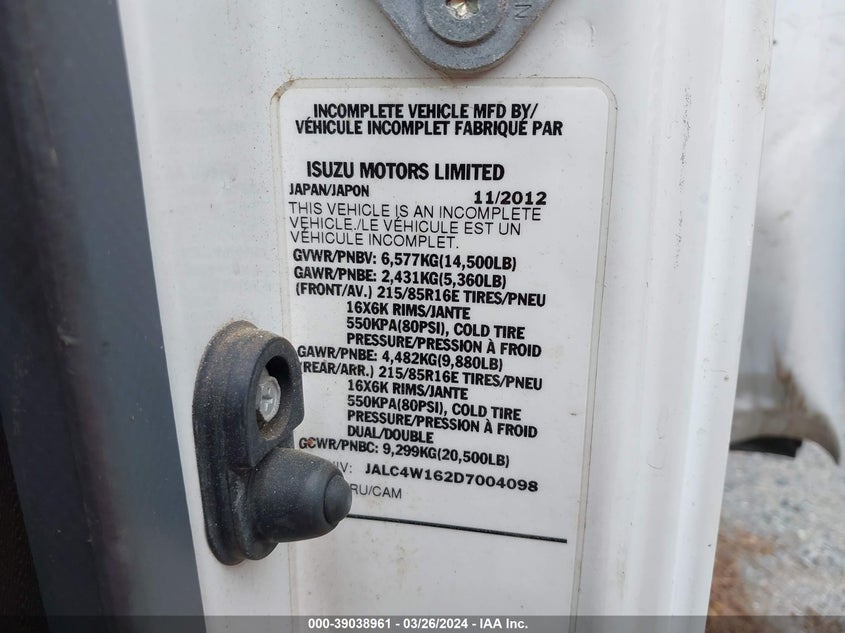 INCOMPLETE VEHICLE MFD BY/
VÉHICULE INCOMPLET FABRIQUÉ PAR
ISUZU MOTORS LIMITED
JAPAN/JAPON 11/2012
THIS VEHICLE IS AN INCOMPLETE
VEHICLE./LE VÉHICULE EST UN
VÉHICULE INCOMPLET.
GVWR/PNBV: 6,577KG(14,500LB)
GAWR/PNBE: 2,431KG(5,360LB)
(FRONT/AV.) 215/85R16E TIRES/PNEU
16X6K RIMS/JANTE
550KPA(80PSI), COLD TIRE
PRESSURE/PRESSION À FROID
GAWR/PNBE: 4,482KG(9,880LB)
(REAR/ARR.) 215/85R16E TIRES/PNEU
16X6K RIMS/JANTE
550KPA(80PSI), COLD TIRE
PRESSURE/PRESSION À FROID
DUAL/DOUBLE
GCWR/PNBC: 9,299KG(20,500LB)
JALC4W162D7004098
RU/CAM
000-39038961 - 03/26/2024 - IAA Inc.